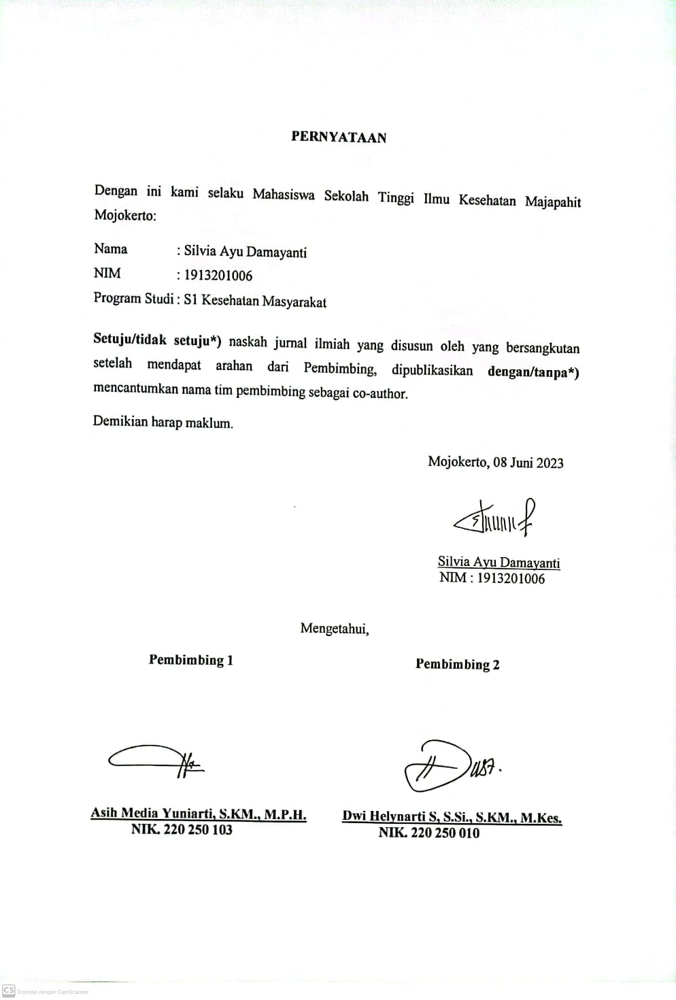 PERNYATAAN
Dengan ini kami selaku Mahasiswa Sekolah Tinggi Ilmu Kesehatan Majapahit
Mojokerto:
Nama : Silvia Ayu Damayanti
NIM : 1913201006
Program Studi : S1 Kesehatan Masyarakat
Setuju/tidak setuju*) naskah jurnal ilmiah yang disusun oleh yang bersangkutan
setelah mendapat arahan dari Pembimbing, dipublikasikan dengan/tanpa*)
mencantumkan nama tim pembimbing sebagai co-author.
Demikian harap maklum.
Mojokerto, 08 Juni 2023
Silvia Ayu Damayanti
NIM : 1913201006
Mengetahui,
Pembimbing 1 Pembimbing 2
Asih Media Yuniarti, S.KM., M.P.H. Dwi Helynarti S, S.Si., S.KM., M.Kes.
NIK. 220 250 103 NIK. 220 250 010
CS Dipindai dengan CamScanner